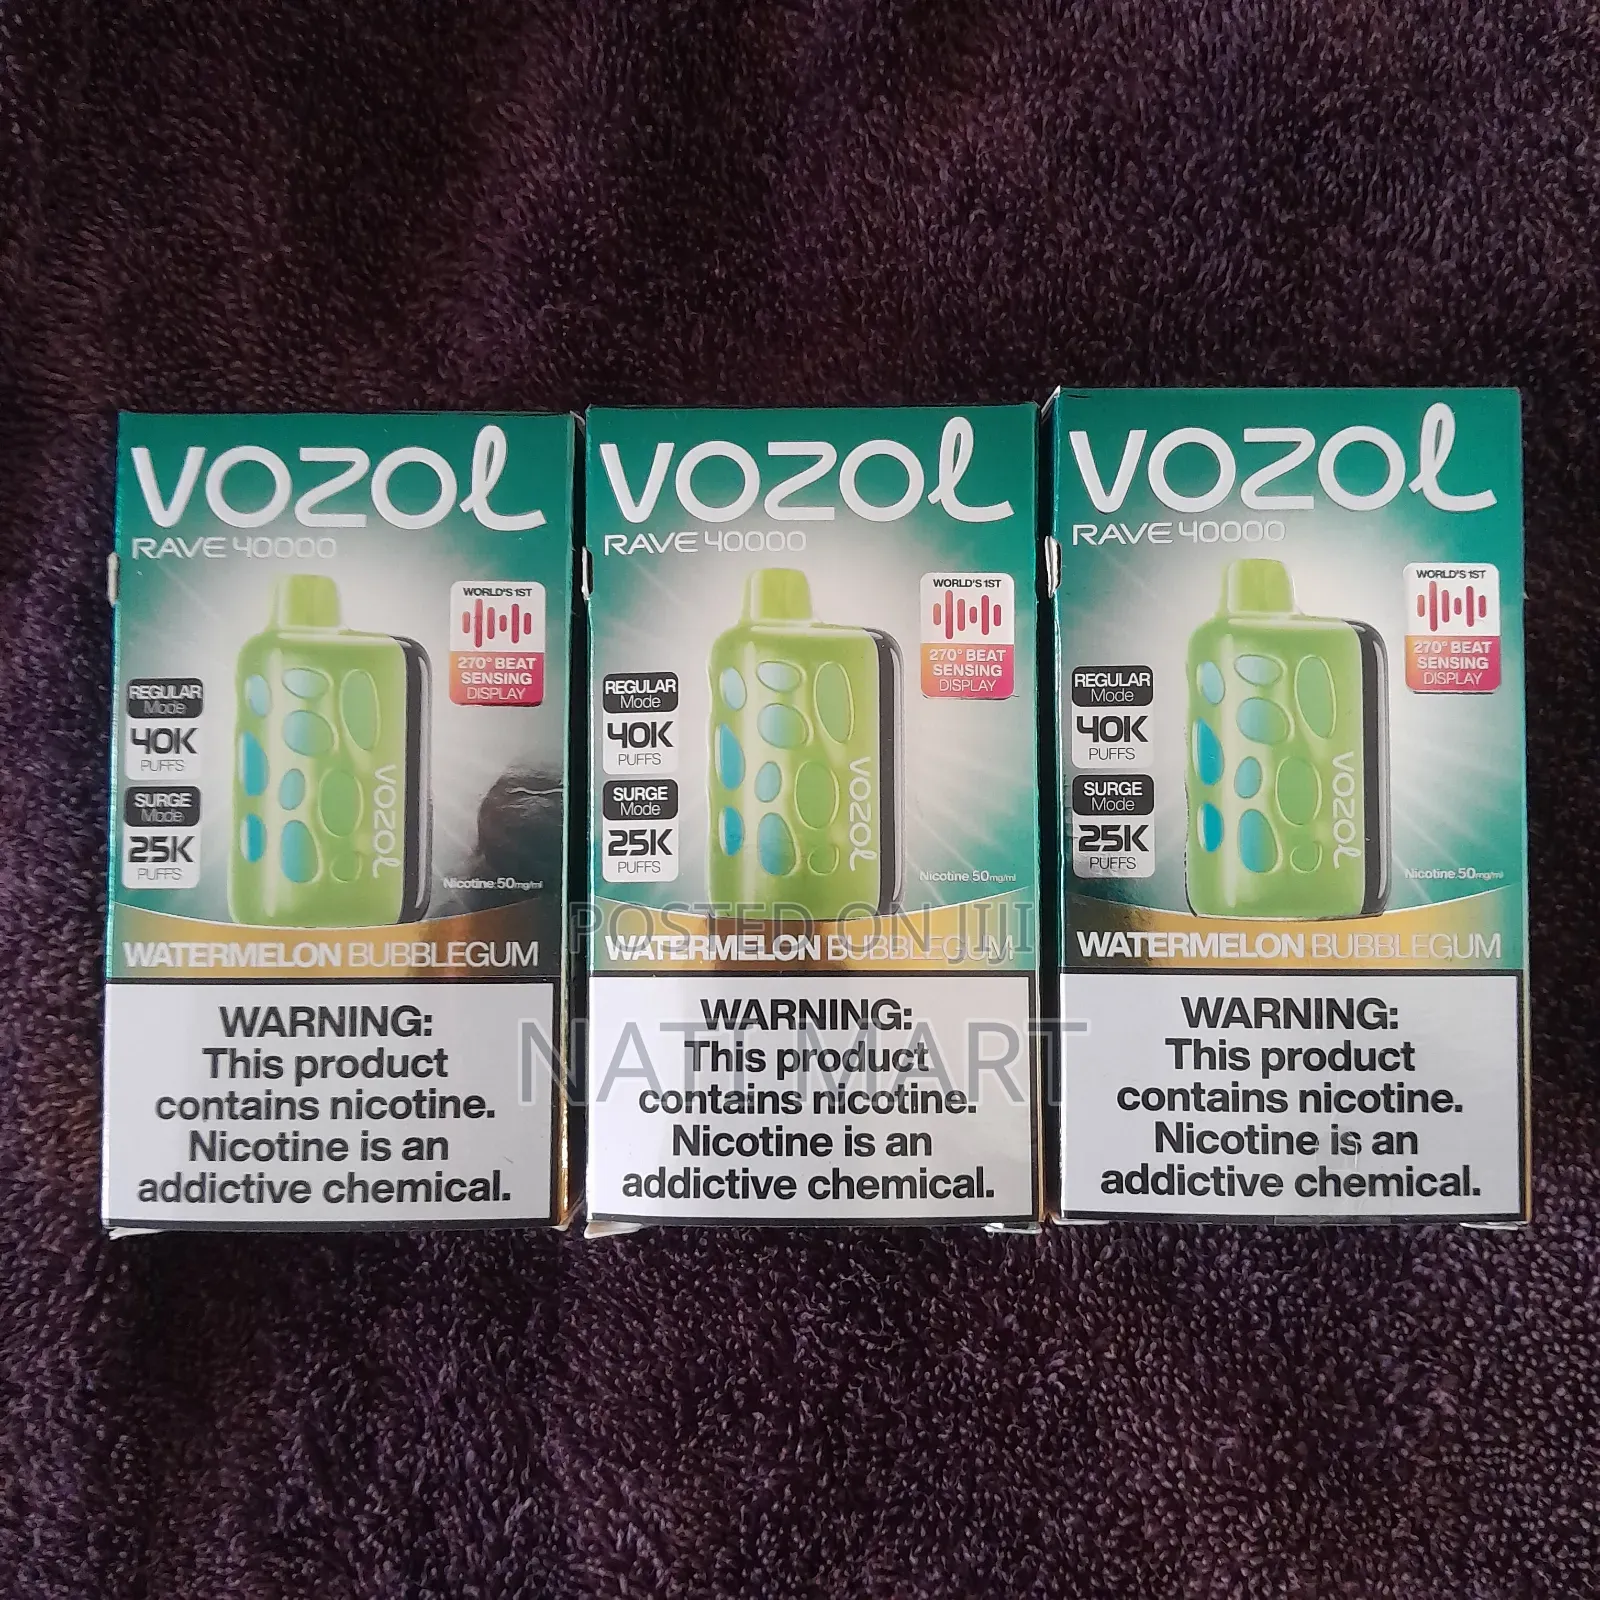 VOZOL
RAVE 40000
WORLD'S 1ST
270° BEAT
SENSING
DISPLAY
REGULAR
Mode
40K
PUFFS
SURGE
Mode
25K
PUFFS
VOZOL
Nicotine 50mg/ml
WATERMELON BUBBLEGUM
WARNING:
This product
contains nicotine.
Nicotine is an
addictive chemical.
VOZOL
RAVE 40000
WORLD'S 1ST
270° BEAT
SENSING
DISPLAY
REGULAR
Mode
40K
PUFFS
SURGE
Mode
25K
PUFFS
VOZOL
Nicotine 50mg/ml
WATERMELON BUBBLEGUM
WARNING:
This product
contains nicotine.
Nicotine is an
addictive chemical.
VOZOL
RAVE 40000
WORLD'S 1ST
270° BEAT
SENSING
DISPLAY
REGULAR
Mode
40K
PUFFS
SURGE
Mode
25K
PUFFS
VOZOL
Nicotine 50mg/ml
WATERMELON BUBBLEGUM
WARNING:
This product
contains nicotine.
Nicotine is an
addictive chemical.
POSTED ON JIJI
NATI MART